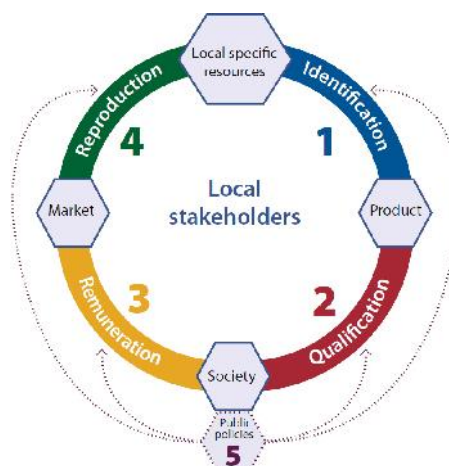 Local specific
resources
Reproduction
Identification
4
1
Local
stakeholders
Market
Product
3
2
Remuneration
Qualification
Society
Public
policies
5